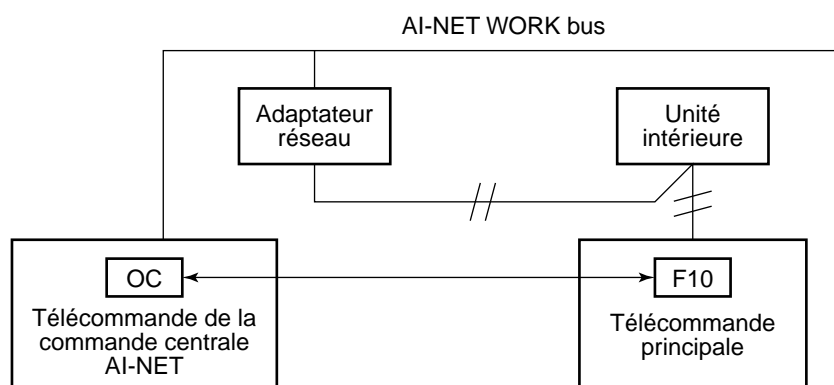 AI-NET WORK bus
Adaptateur
réseau
Unité
intérieure
OC
Télécommande de la
commande centrale
AI-NET
F10
Télécommande
principale